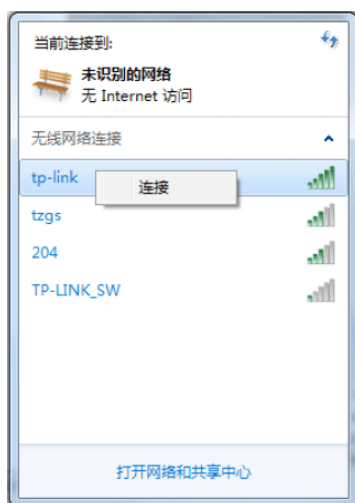 当前连接到:
未识别的网络
无 Internet 访问
无线网络连接
tp-link
连接
tzgs
204
TP-LINK_SW
打开网络和共享中心